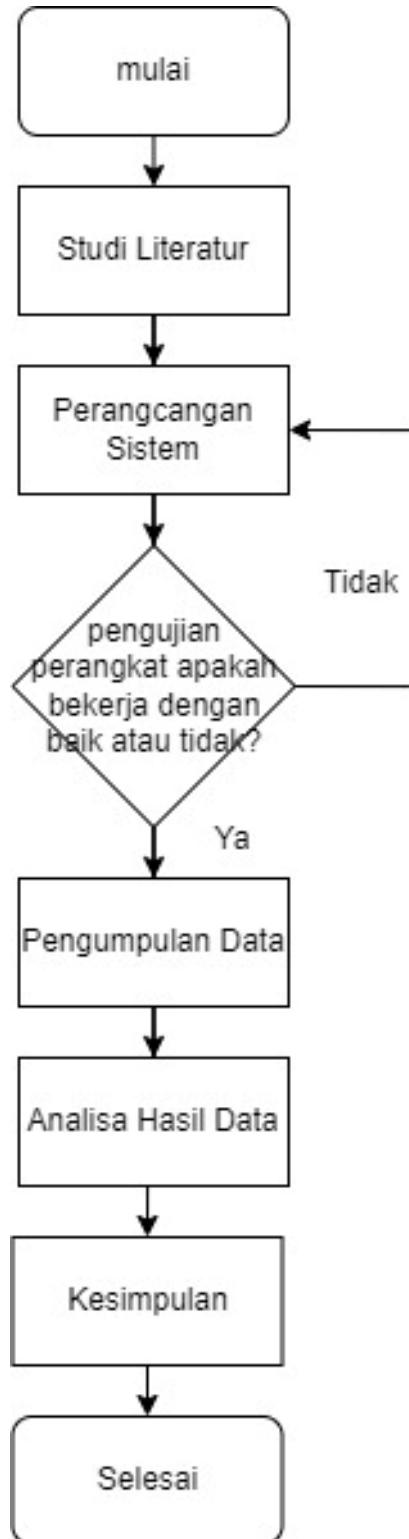 mulai
Studi Literatur
Perangcangan
Sistem
Tidak
pengujian
perangkat apakah
bekerja dengan
baik atau tidak?
Ya
Pengumpulan Data
Analisa Hasil Data
Kesimpulan
Selesai